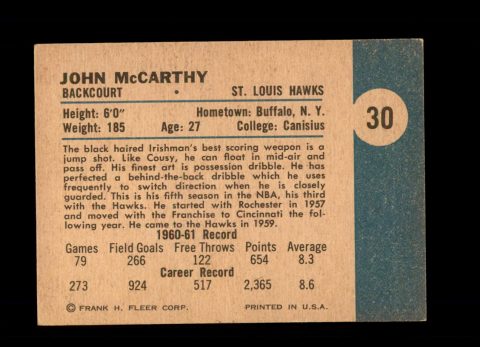 JOHN McCARTHY
BACKCOURT • ST. LOUIS HAWKS
30
Height: 6'0" Hometown: Buffalo, N. Y.
Weight: 185 Age: 27 College: Canisius
The black haired Irishman's best scoring weapon is a
jump shot. Like Cousy, he can float in mid-air and
pass off. His finest art is possession dribble. He has
perfected a behind-the-back dribble which he uses
frequently to switch direction when he is closely
guarded. This is his fifth season in the NBA, his third
with the Hawks. He started with Rochester in 1957
and moved with the Franchise to Cincinnati the fol-
lowing year. He came to the Hawks in 1959.
1960-61 Record
Games Field Goals Free Throws Points Average
79 266 122 654 8.3
Career Record
273 924 517 2,365 8.6
© FRANK H. FLEER CORP. PRINTED IN U.S.A.